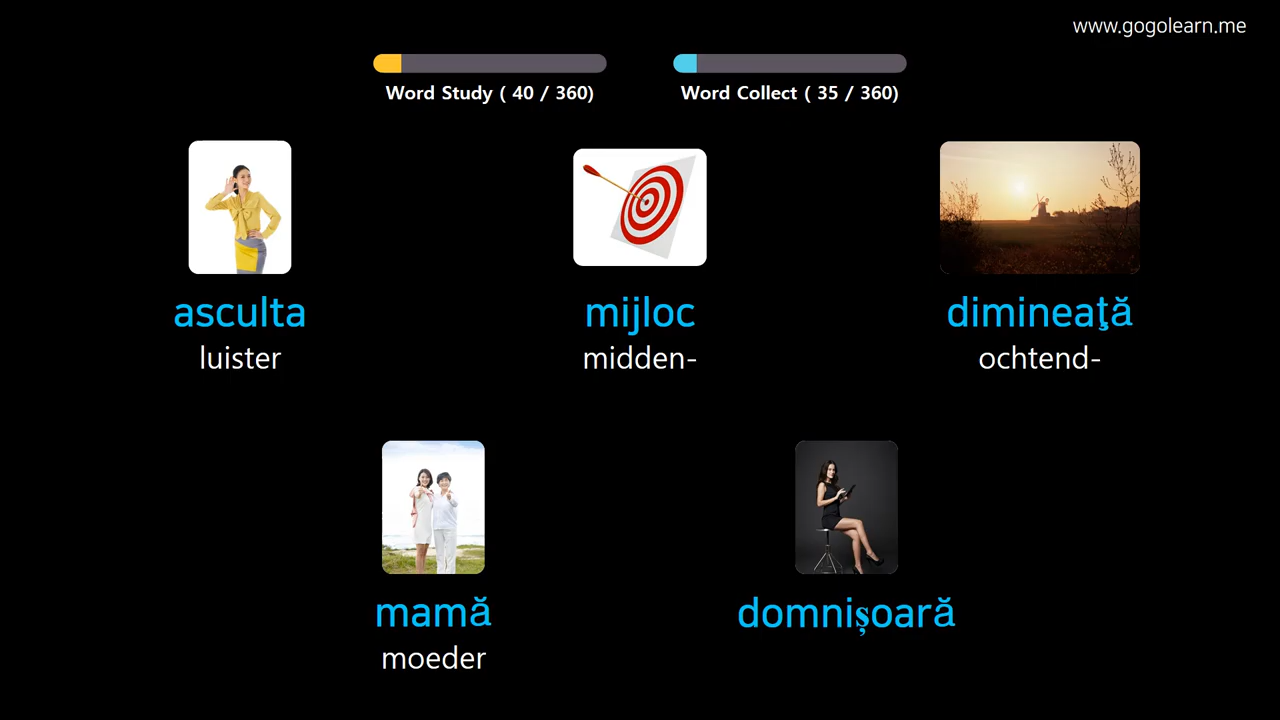 www.gogolearn.me
Word Study ( 40 / 360)
Word Collect ( 35 / 360)
asculta
luister
mijloc
midden-
dimineaţă
ochtend-
mamă
moeder
domnișoară